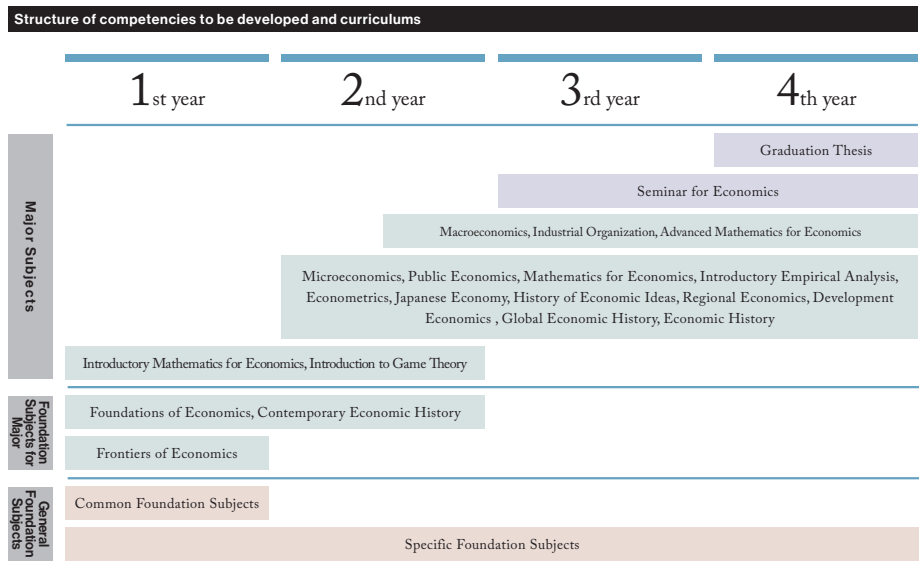 Structure of competencies to be developed and curriculums
1st year
2nd year
3rd year
4th year
Major Subjects
Graduation Thesis
Seminar for Economics
Macroeconomics, Industrial Organization, Advanced Mathematics for Economics
Microeconomics, Public Economics, Mathematics for Economics, Introductory Empirical Analysis,
Econometrics, Japanese Economy, History of Economic Ideas, Regional Economics, Development
Economics , Global Economic History, Economic History
Introductory Mathematics for Economics, Introduction to Game Theory
Foundation
Subjects for
Major
Foundations of Economics, Contemporary Economic History
Frontiers of Economics
General
Foundation
Subjects
Common Foundation Subjects
Specific Foundation Subjects